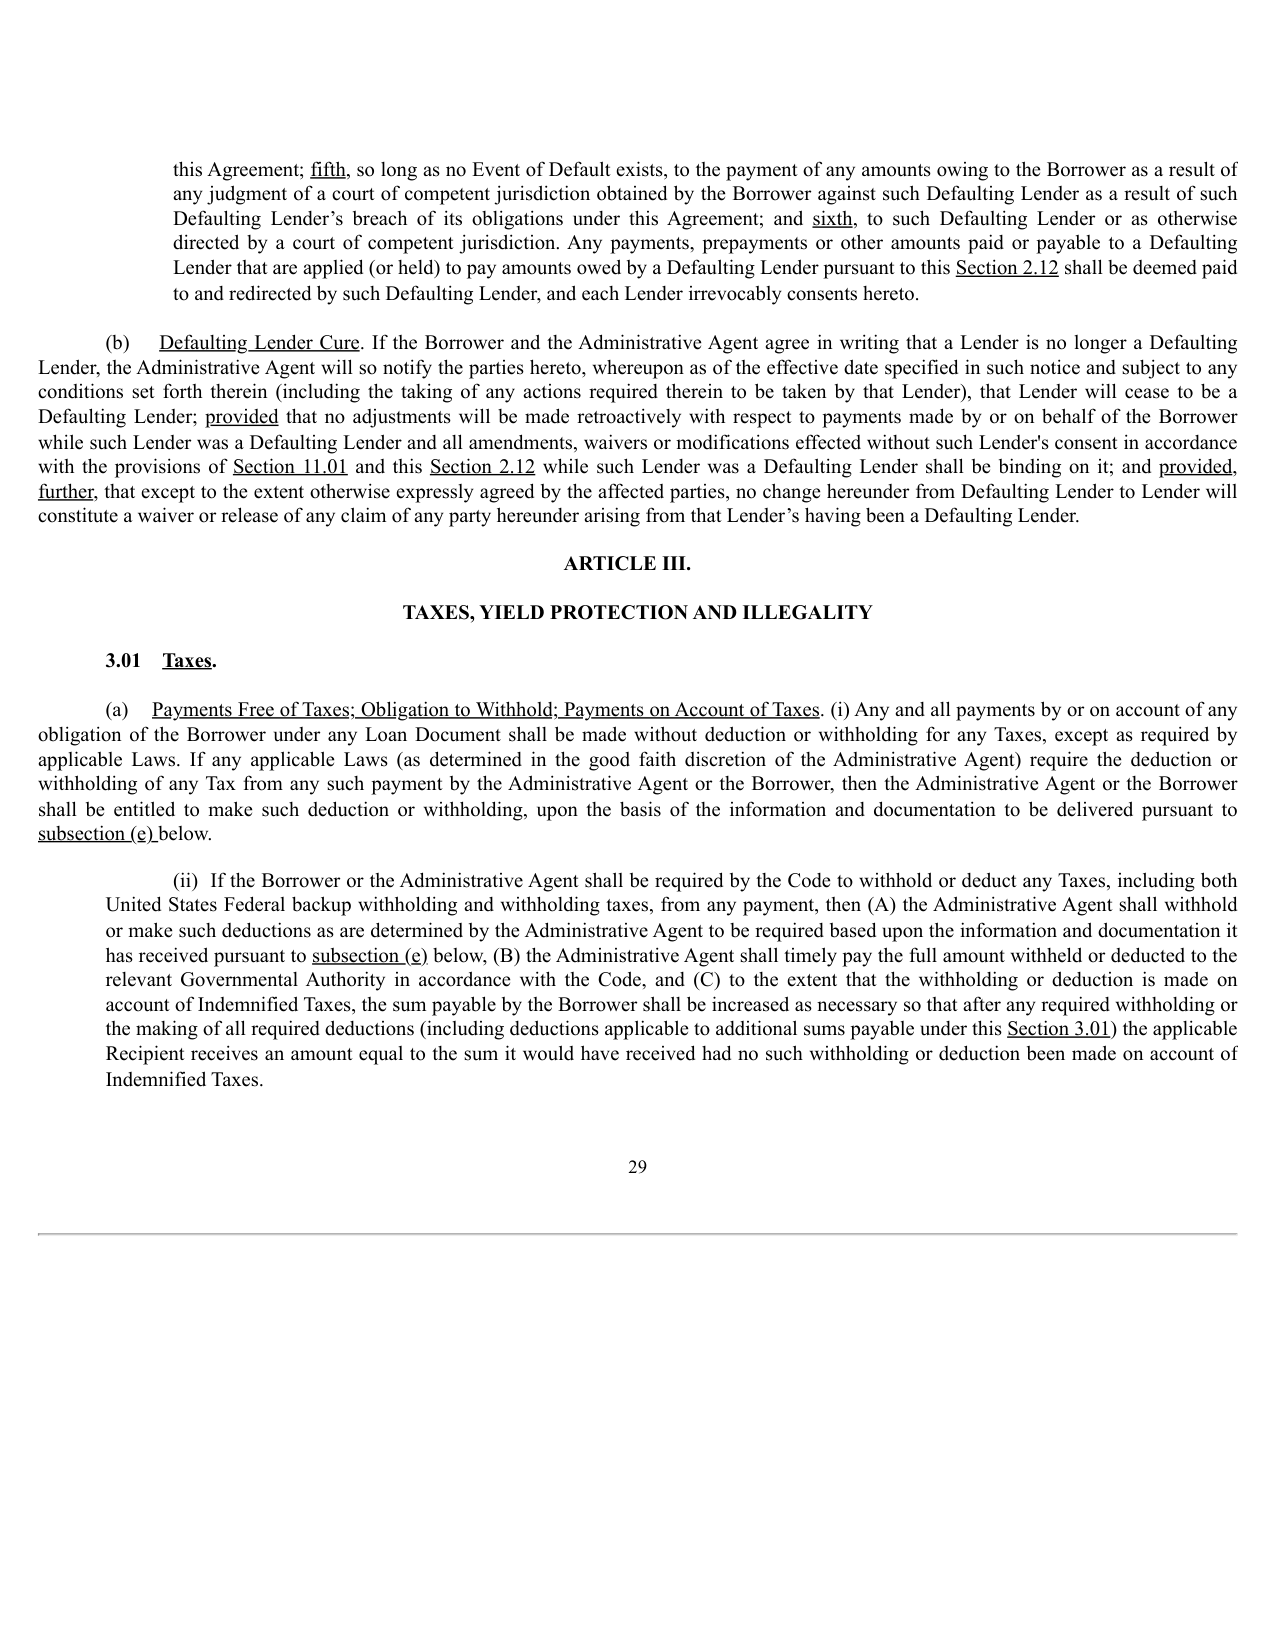 this Agreement; fifth, so long as no Event of Default exists, to the payment of any amounts owing to the Borrower as a result of
any judgment of a court of competent jurisdiction obtained by the Borrower against such Defaulting Lender as a result of such
Defaulting Lender’s breach of its obligations under this Agreement; and sixth, to such Defaulting Lender or as otherwise
directed by a court of competent jurisdiction. Any payments, prepayments or other amounts paid or payable to a Defaulting
Lender that are applied (or held) to pay amounts owed by a Defaulting Lender pursuant to this Section 2.12 shall be deemed paid
to and redirected by such Defaulting Lender, and each Lender irrevocably consents hereto.
(b) Defaulting Lender Cure. If the Borrower and the Administrative Agent agree in writing that a Lender is no longer a Defaulting
Lender, the Administrative Agent will so notify the parties hereto, whereupon as of the effective date specified in such notice and subject to any
conditions set forth therein (including the taking of any actions required therein to be taken by that Lender), that Lender will cease to be a
Defaulting Lender; provided that no adjustments will be made retroactively with respect to payments made by or on behalf of the Borrower
while such Lender was a Defaulting Lender and all amendments, waivers or modifications effected without such Lender's consent in accordance
with the provisions of Section 11.01 and this Section 2.12 while such Lender was a Defaulting Lender shall be binding on it; and provided,
further, that except to the extent otherwise expressly agreed by the affected parties, no change hereunder from Defaulting Lender to Lender will
constitute a waiver or release of any claim of any party hereunder arising from that Lender’s having been a Defaulting Lender.
ARTICLE III.
TAXES, YIELD PROTECTION AND ILLEGALITY
3.01 Taxes.
(a) Payments Free of Taxes; Obligation to Withhold; Payments on Account of Taxes. (i) Any and all payments by or on account of any
obligation of the Borrower under any Loan Document shall be made without deduction or withholding for any Taxes, except as required by
applicable Laws. If any applicable Laws (as determined in the good faith discretion of the Administrative Agent) require the deduction or
withholding of any Tax from any such payment by the Administrative Agent or the Borrower, then the Administrative Agent or the Borrower
shall be entitled to make such deduction or withholding, upon the basis of the information and documentation to be delivered pursuant to
subsection (e) below.
(ii) If the Borrower or the Administrative Agent shall be required by the Code to withhold or deduct any Taxes, including both
United States Federal backup withholding and withholding taxes, from any payment, then (A) the Administrative Agent shall withhold
or make such deductions as are determined by the Administrative Agent to be required based upon the information and documentation it
has received pursuant to subsection (e) below, (B) the Administrative Agent shall timely pay the full amount withheld or deducted to the
relevant Governmental Authority in accordance with the Code, and (C) to the extent that the withholding or deduction is made on
account of Indemnified Taxes, the sum payable by the Borrower shall be increased as necessary so that after any required withholding or
the making of all required deductions (including deductions applicable to additional sums payable under this Section 3.01) the applicable
Recipient receives an amount equal to the sum it would have received had no such withholding or deduction been made on account of
Indemnified Taxes.
29